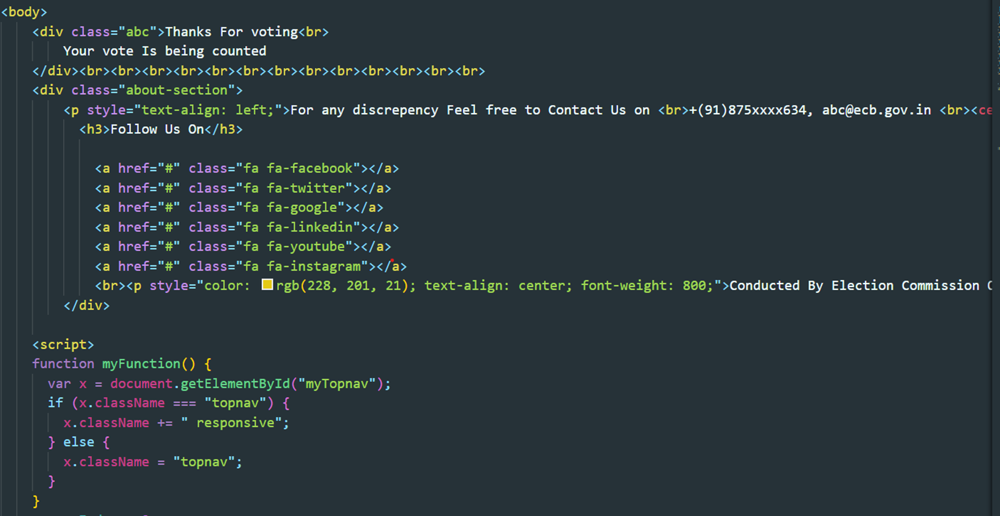 <body>
<div class="abc">Thanks For voting<br>
Your vote Is being counted
</div><br><br><br><br><br><br><br><br><br><br><br><br><br>
<div class="about-section">
<p style="text-align: left;">For any discrepency Feel free to Contact Us on <br>+(91)875xxxx634, abc@ecb.gov.in <br><ce
<h3>Follow Us On</h3>
<a href="#" class="fa fa-facebook"></a>
<a href="#" class="fa fa-twitter"></a>
<a href="#" class="fa fa-google"></a>
<a href="#" class="fa fa-linkedin"></a>
<a href="#" class="fa fa-youtube"></a>
<a href="#" class="fa fa-instagram"></a>
<br><p style="color: rgb(228, 201, 21); text-align: center; font-weight: 800;">Conducted By Election Commission
</div>
<script>
function myFunction() {
var x = document.getElementById("myTopnav");
if (x.className === "topnav") {
x.className += " responsive";
} else {
x.className = "topnav";
}
}